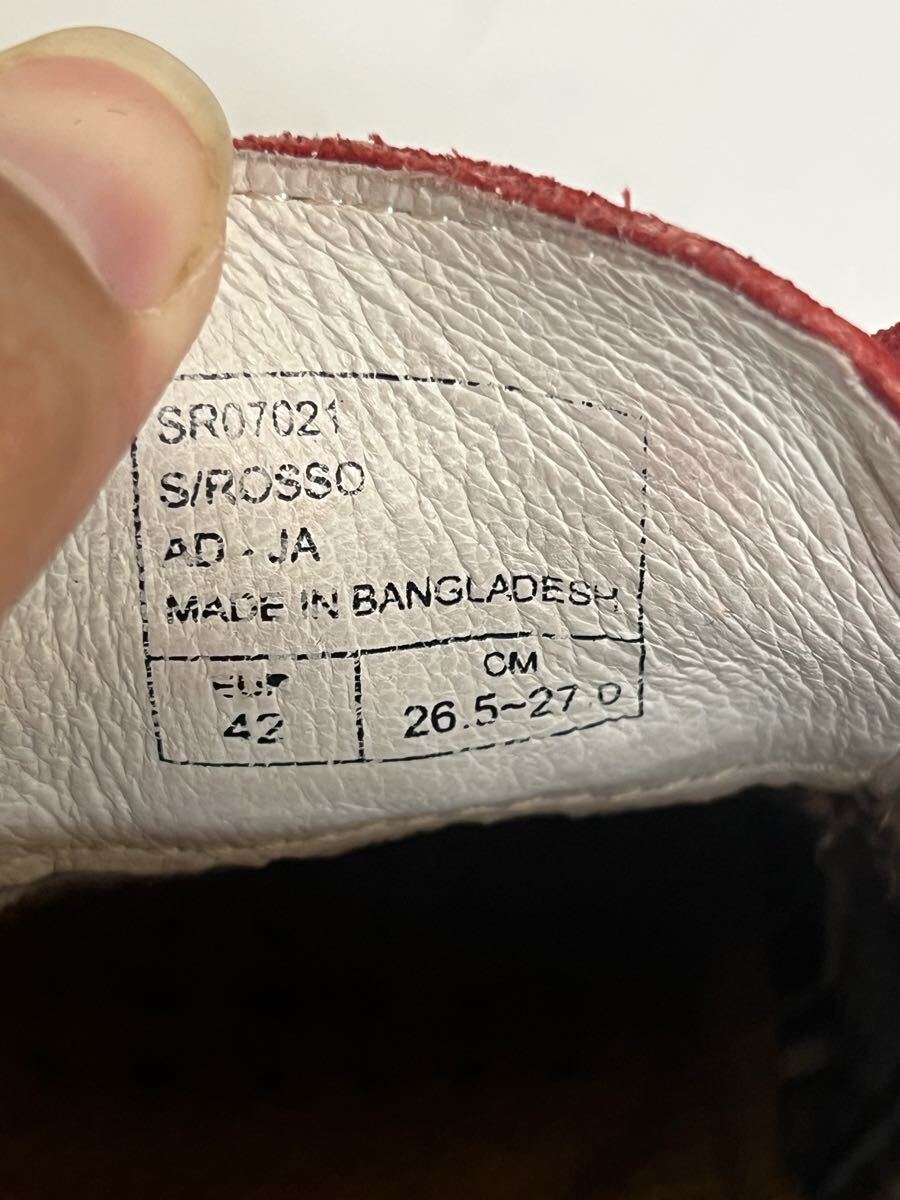 SR07021
S/ROSSO
AD - JA
MADE IN BANGLADESH
EUR
CM
42
26.5~27.0